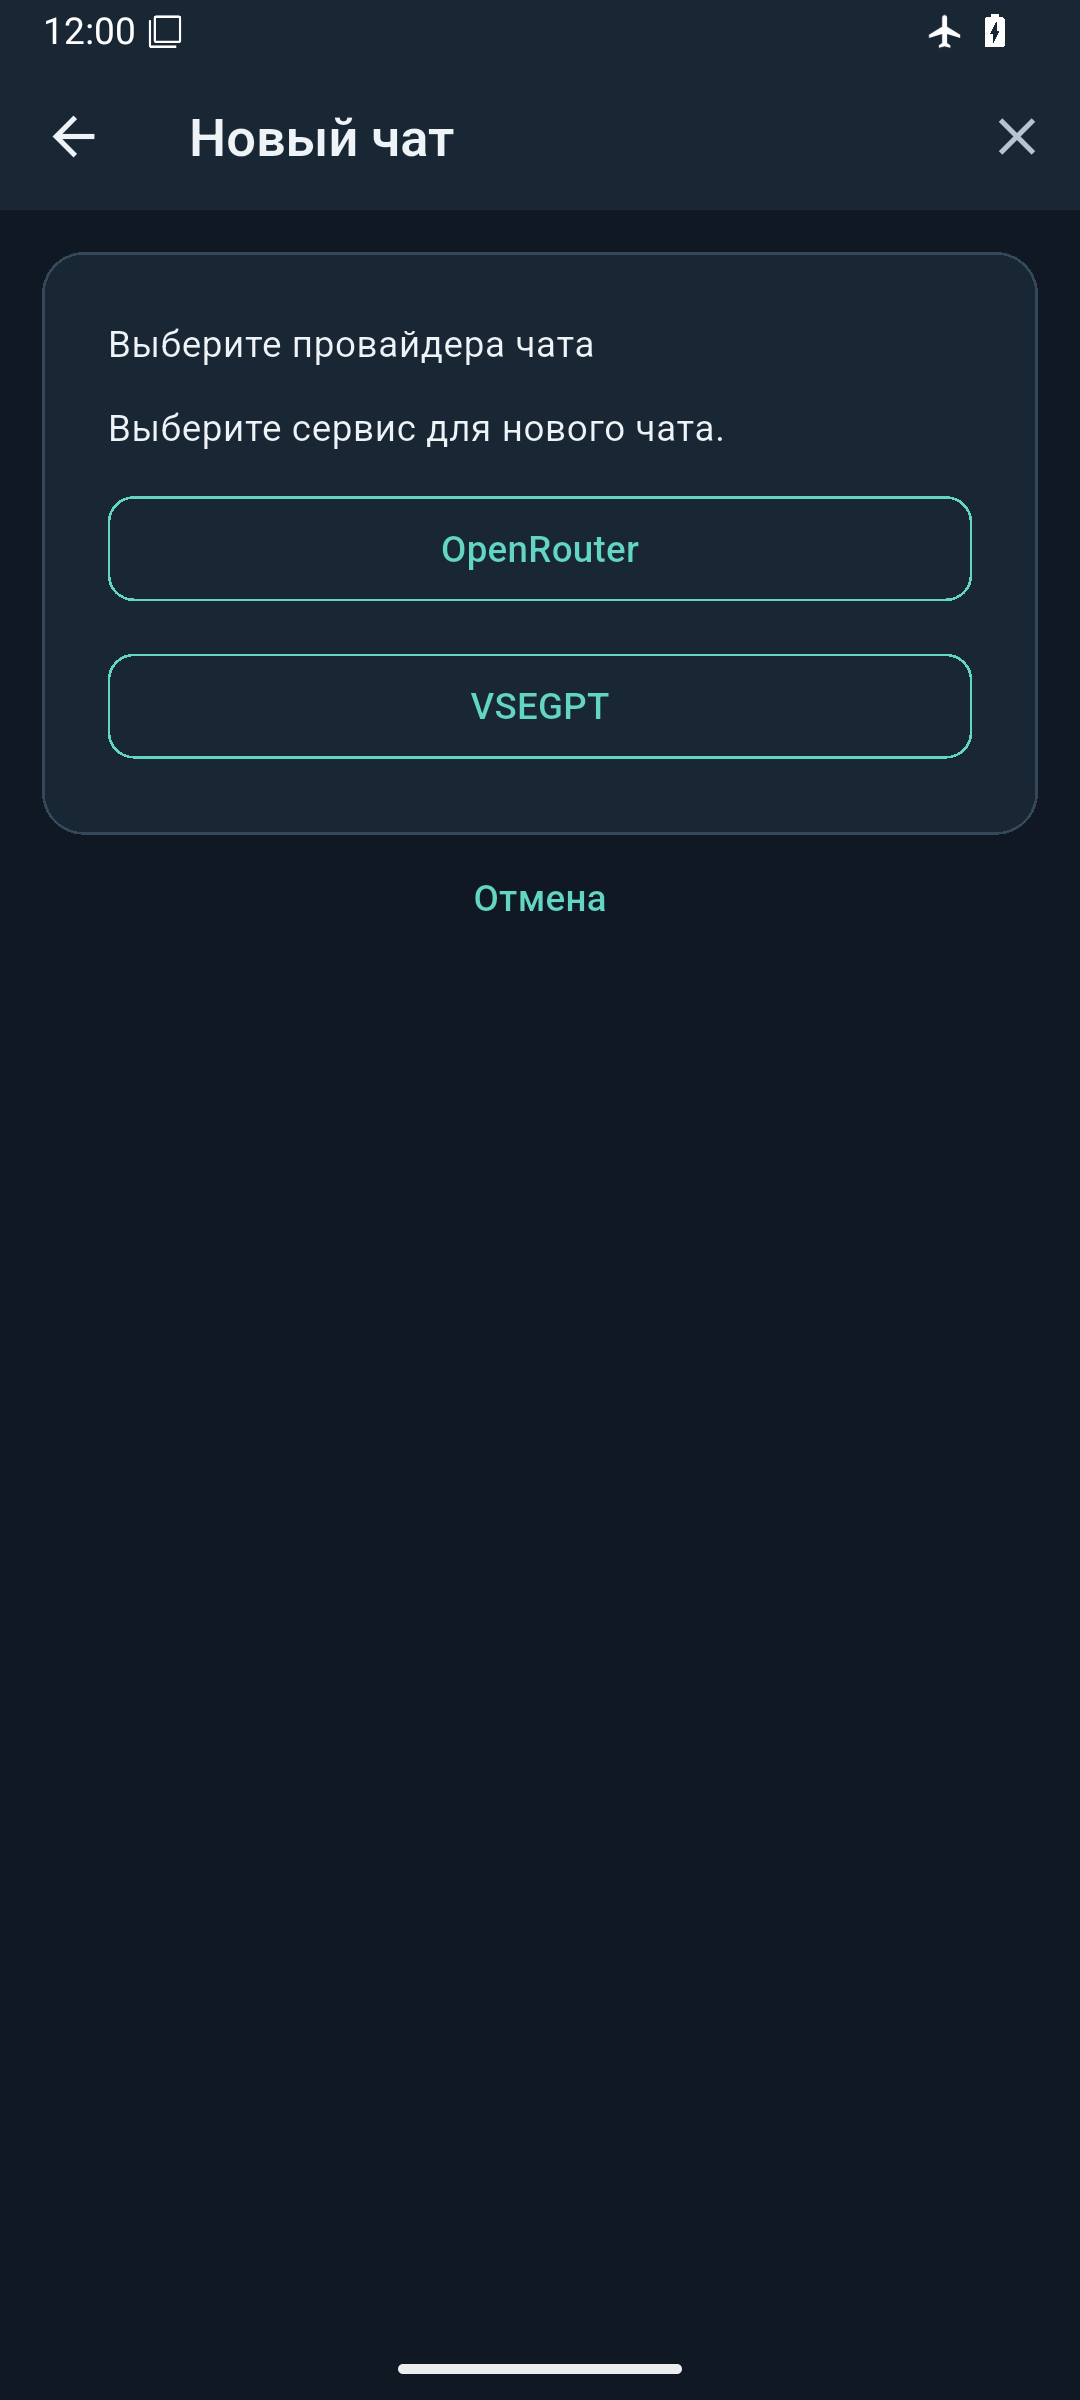 12:00
Новый чат
Выберите провайдера чата
Выберите сервис для нового чата.
OpenRouter
VSEGPT
Отмена